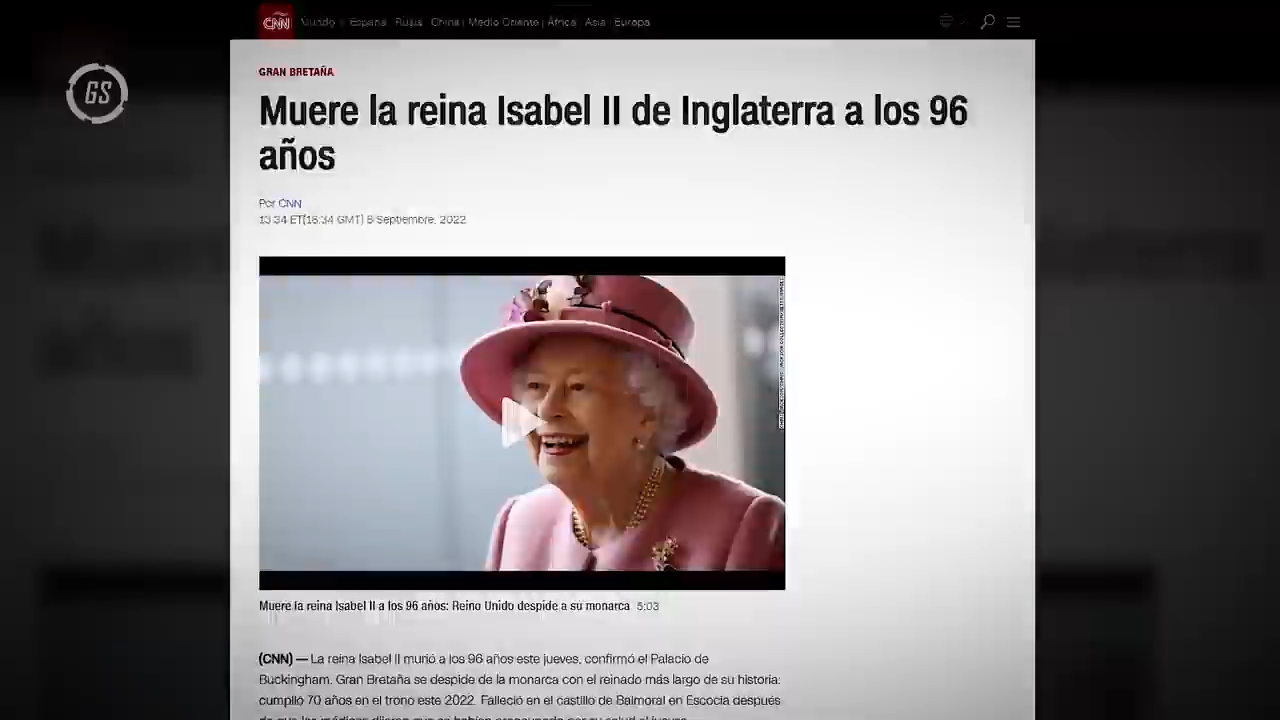 CNN Mundo España Rusia China Medio Oriente África Asia Europa
GS
GRAN BRETAÑA
Muere la reina Isabel II de Inglaterra a los 96
años
Por CNN
13:34 ET(18:34 GMT) 8 Septiembre, 2022
Muere la reina Isabel II a los 96 años: Reino Unido despide a su monarca 5:03
(CNN) — La reina Isabel II murió a los 96 años este jueves, confirmó el Palacio de
Buckingham. Gran Bretaña se despide de la monarca con el reinado más largo de su historia:
cumplió 70 años en el trono este 2022. Falleció en el castillo de Balmoral en Escocia después